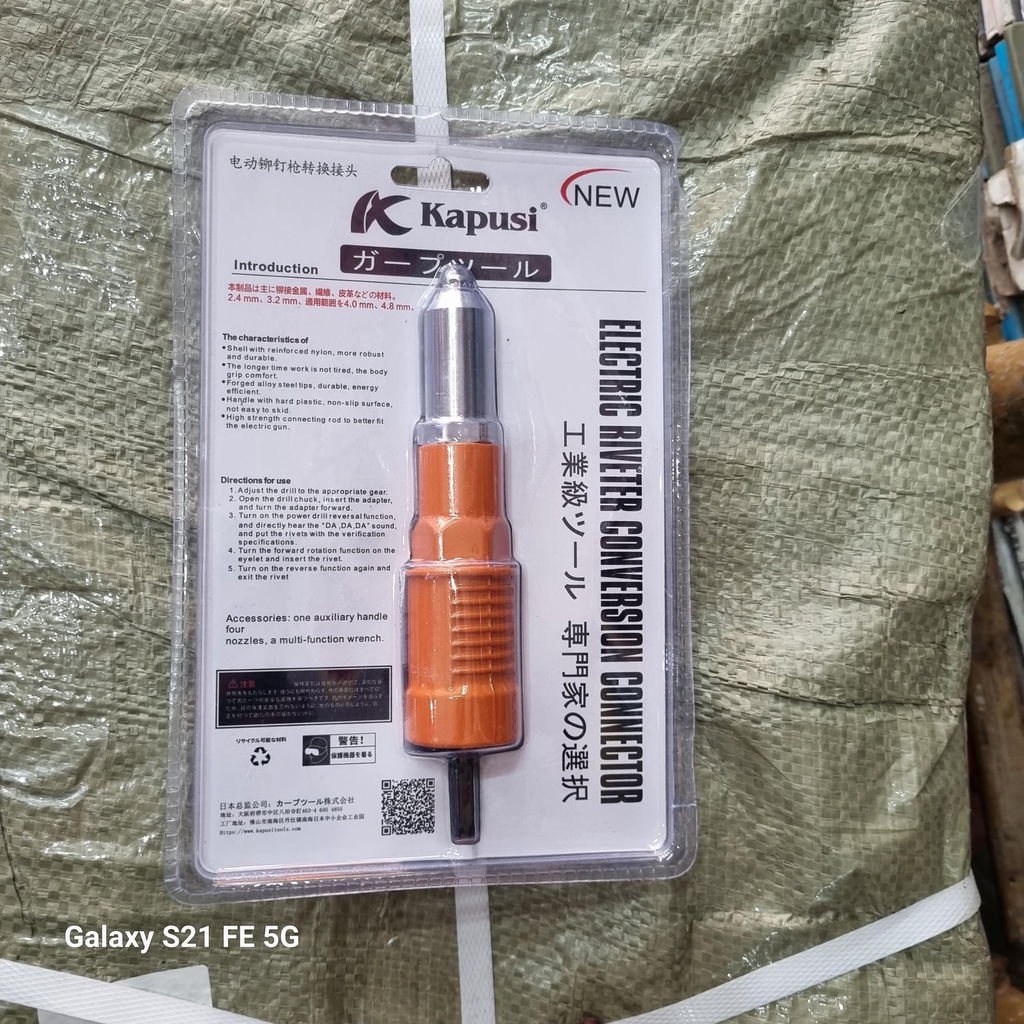 电动铆钉枪转换接头
NEW
Kapusi®
ガープツール
Introduction
本制品は主に铆接金属、繊維、皮革などの材料。
2.4 mm、3.2 mm、適用範囲を4.0 mm、4.8 mm。
The characteristics of
•Shell with reinforced nylon, more robust
and durable.
•The longer time work is not tired, the body
grip comfort.
•Forged alloy steel tips, durable, energy
efficient.
•Handle with hard plastic, non-slip surface,
not easy to skid.
•High strength connecting rod to better fit
the electric gun.
Directions for use
1. Adjust the drill to the appropriate gear.
2. Open the drill chuck, insert the adapter,
and turn the adapter forward.
3. Turn on the power drill reversal function,
and directly hear the "DA ,DA,DA" sound,
and put the rivets with the verification
specifications.
4. Turn the forward rotation function on the
eyelet and insert the rivet.
5. Turn on the reverse function again and
exit the rivet
Accessories: one auxiliary handle
four
nozzles, a multi-function wrench.
ELECTRIC RIVETER CONVERSION CONNECTOR
工業級ツール 専門家の選択
注意
リサイクル可能な材料
警告!
保護機器を着る
日本总监公司: カープツール株式会社
Https://www.kapusitools.com
Galaxy S21 FE 5G